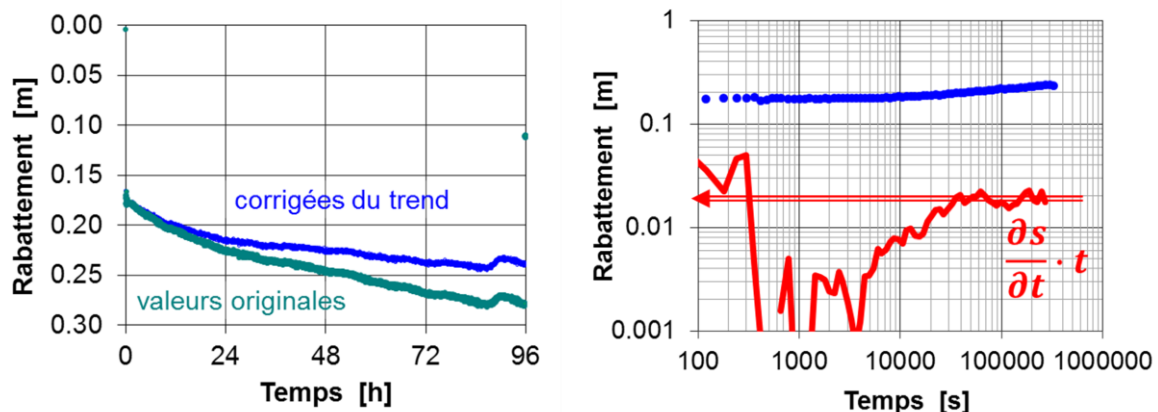 0.00
0.05
0.10
0.15
0.20
0.25
0.30
Rabattement [m]
corrigées du trend
valeurs originales
0 24 48 72 96
Temps [h]
1
0.1
0.01
0.001
Rabattement [m]
∂s
∂t · t
100 1000 10000 100000 1000000
Temps [s]